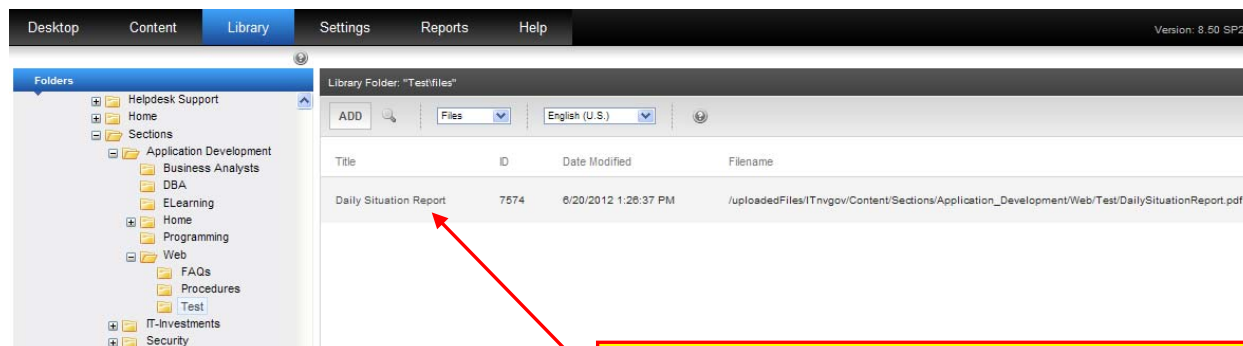 Desktop Content Library Settings Reports Help Version: 8.50 SP2
Folders
Helpdesk Support
Home
Sections
Application Development
Business Analysts
DBA
ELearning
Home
Programming
Web
FAQs
Procedures
Test
IT-Investments
Security
Library Folder: "Test\files"
ADD Files English (U.S.)
Title ID Date Modified Filename
Daily Situation Report 7574 6/20/2012 1:26:37 PM /uploadedFiles/ITnvgov/Content/Sections/Application_Development/Web/Test/DailySituationReport.pdf